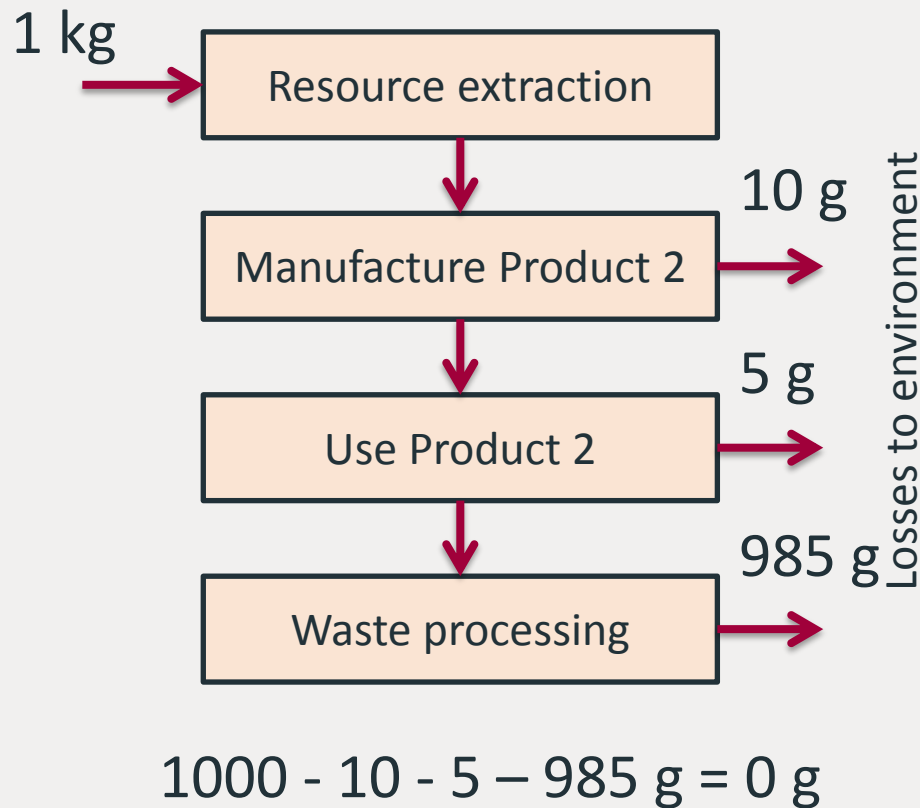 1 kg
Resource extraction
10 g
Manufacture Product 2
5 g
Use Product 2
985 g
Waste processing
Losses to environment
1000 - 10 - 5 – 985 g = 0 g